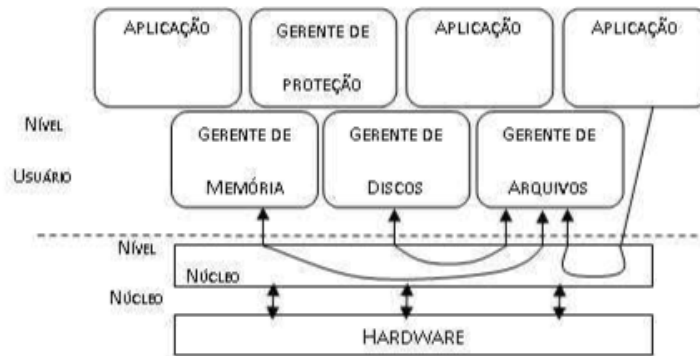 APLICAÇÃO
GERENTE DE
PROTEÇÃO
APLICAÇÃO
APLICAÇÃO
NÍVEL
USUÁRIO
GERENTE DE
MEMÓRIA
GERENTE DE
DISCOS
GERENTE DE
ARQUIVOS
NÍVEL
NÚCLEO
NÚCLEO
HARDWARE